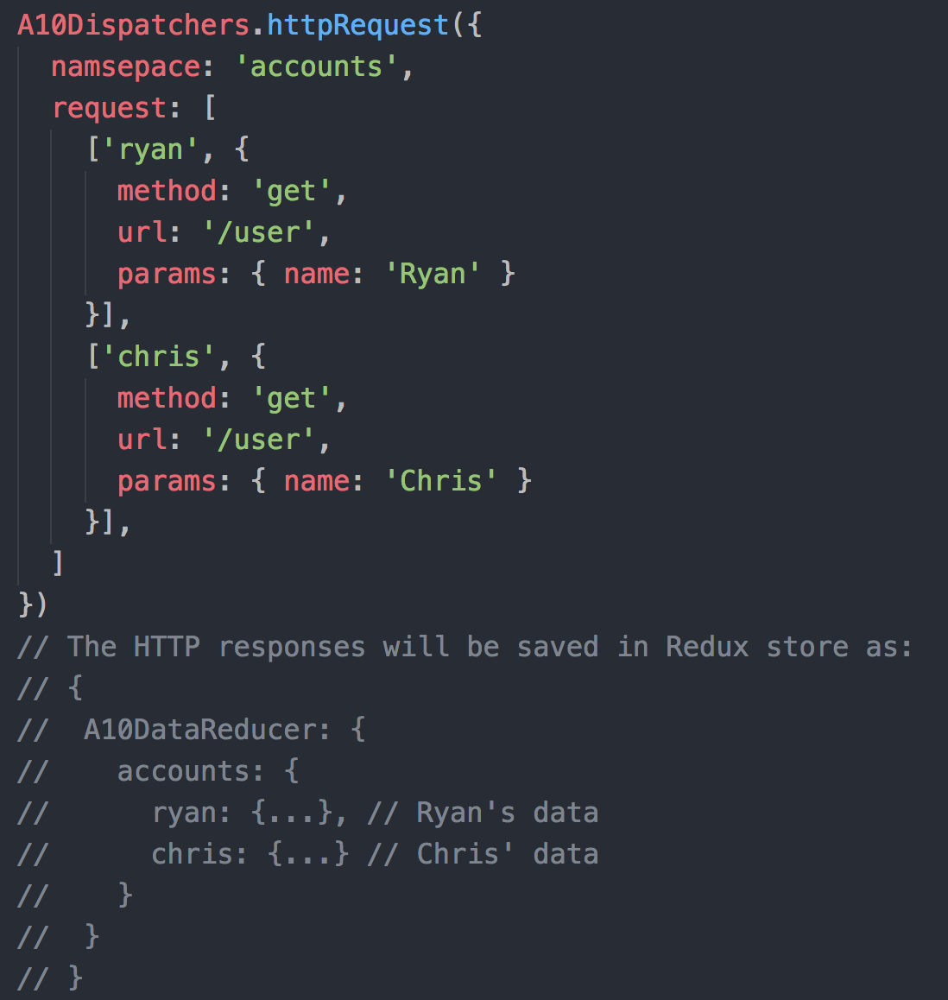 A10Dispatchers.httpRequest({
  namsepace: 'accounts',
  request: [
    ['ryan', {
      method: 'get',
      url: '/user',
      params: { name: 'Ryan' }
    }],
    ['chris', {
      method: 'get',
      url: '/user',
      params: { name: 'Chris' }
    }],
  ]
})
// The HTTP responses will be saved in Redux store as:
// {
//  A10DataReducer: {
//    accounts: {
//      ryan: {...}, // Ryan's data
//      chris: {...} // Chris' data
//    }
//  }
// }